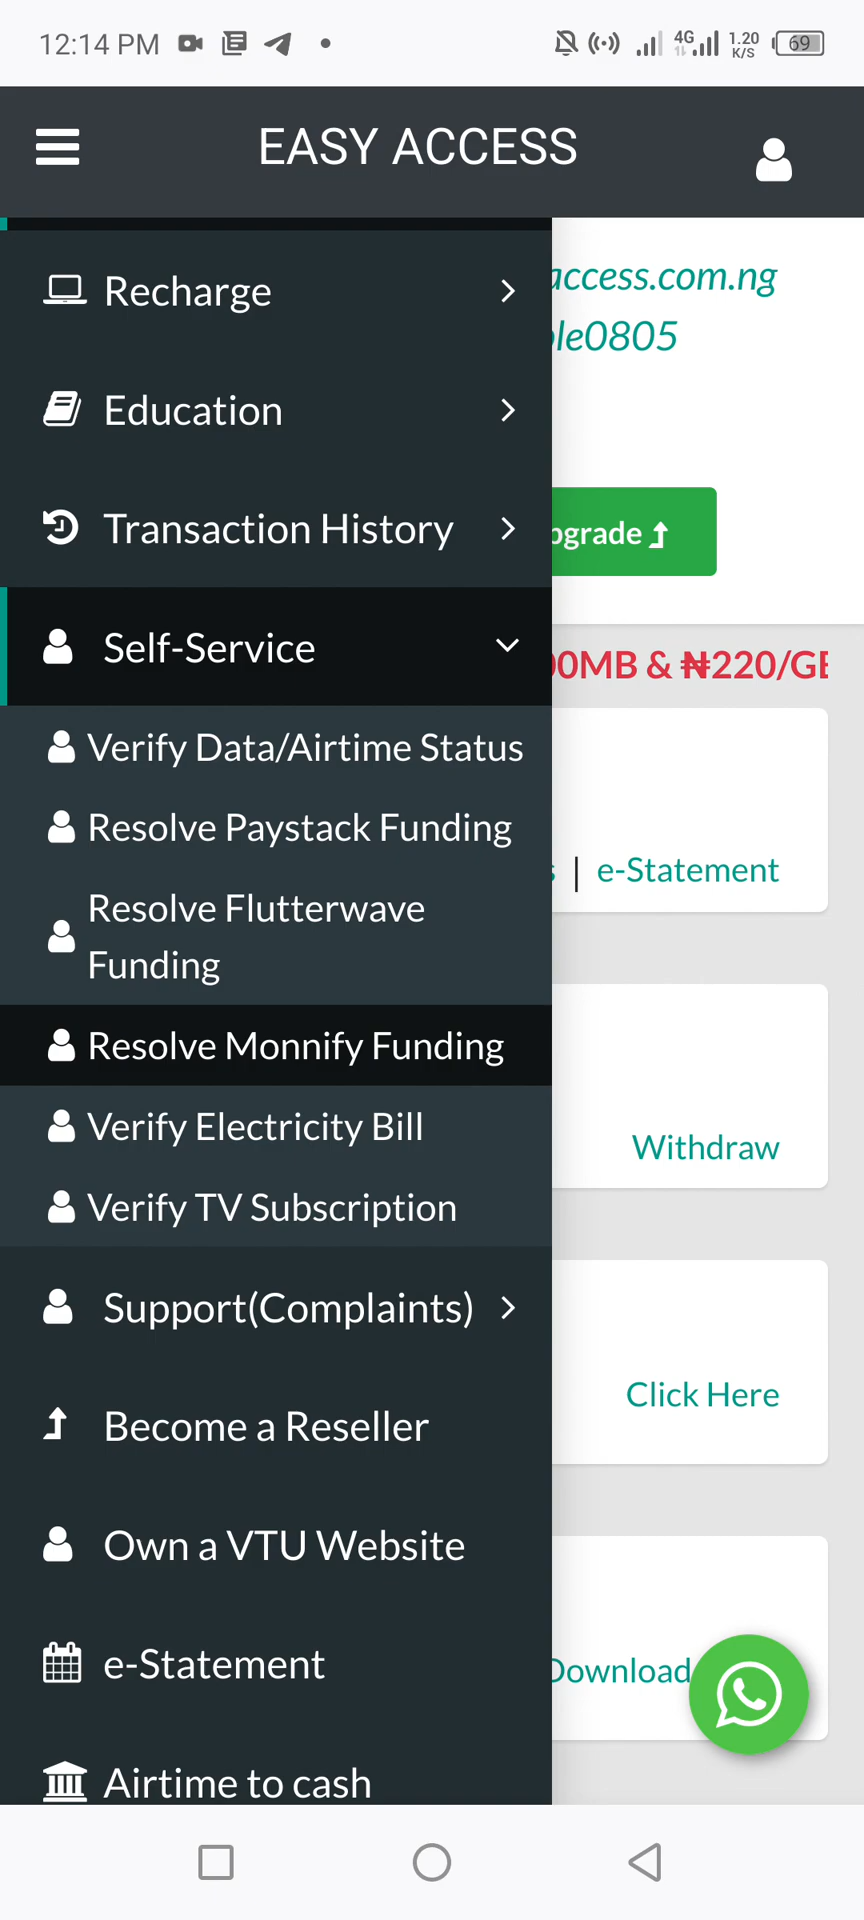 12:14 PM
4G
1.20
K/S
69
EASY ACCESS
access.com.ng
le0805
Recharge
Education
Transaction History
Self-Service
Verify Data/Airtime Status
Resolve Paystack Funding
Resolve Flutterwave
Funding
Resolve Monnify Funding
Verify Electricity Bill
Verify TV Subscription
Support(Complaints)
Become a Reseller
Own a VTU Website
e-Statement
Airtime to cash
pgrade
0MB & ₦220/GB
| e-Statement
Withdraw
Click Here
Download